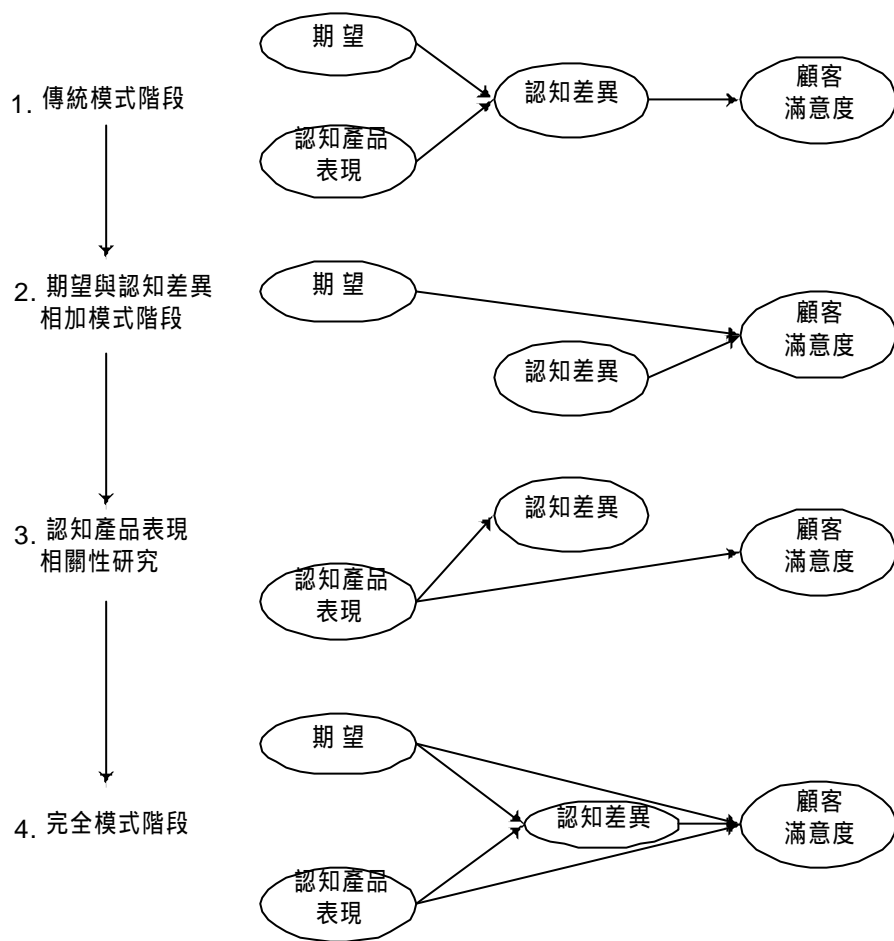 期 望
1. 傳統模式階段
認知差異
顧客
滿意度
認知產品
表現
2. 期望與認知差異
相加模式階段
期 望
顧客
滿意度
認知差異
3. 認知產品表現
相關性研究
認知差異
顧客
滿意度
認知產品
表現
期 望
4. 完全模式階段
認知差異
顧客
滿意度
認知產品
表現